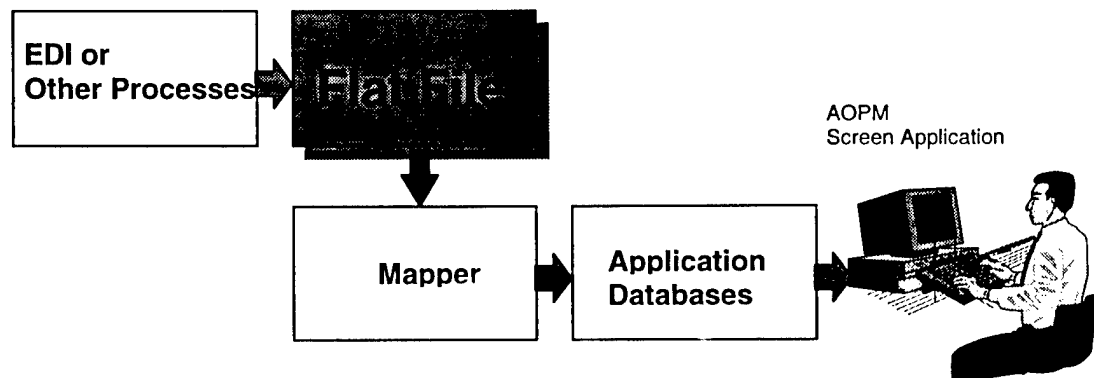 EDI or
Other Processes
Flat File
AOPM
Screen Application
Mapper
Application
Databases